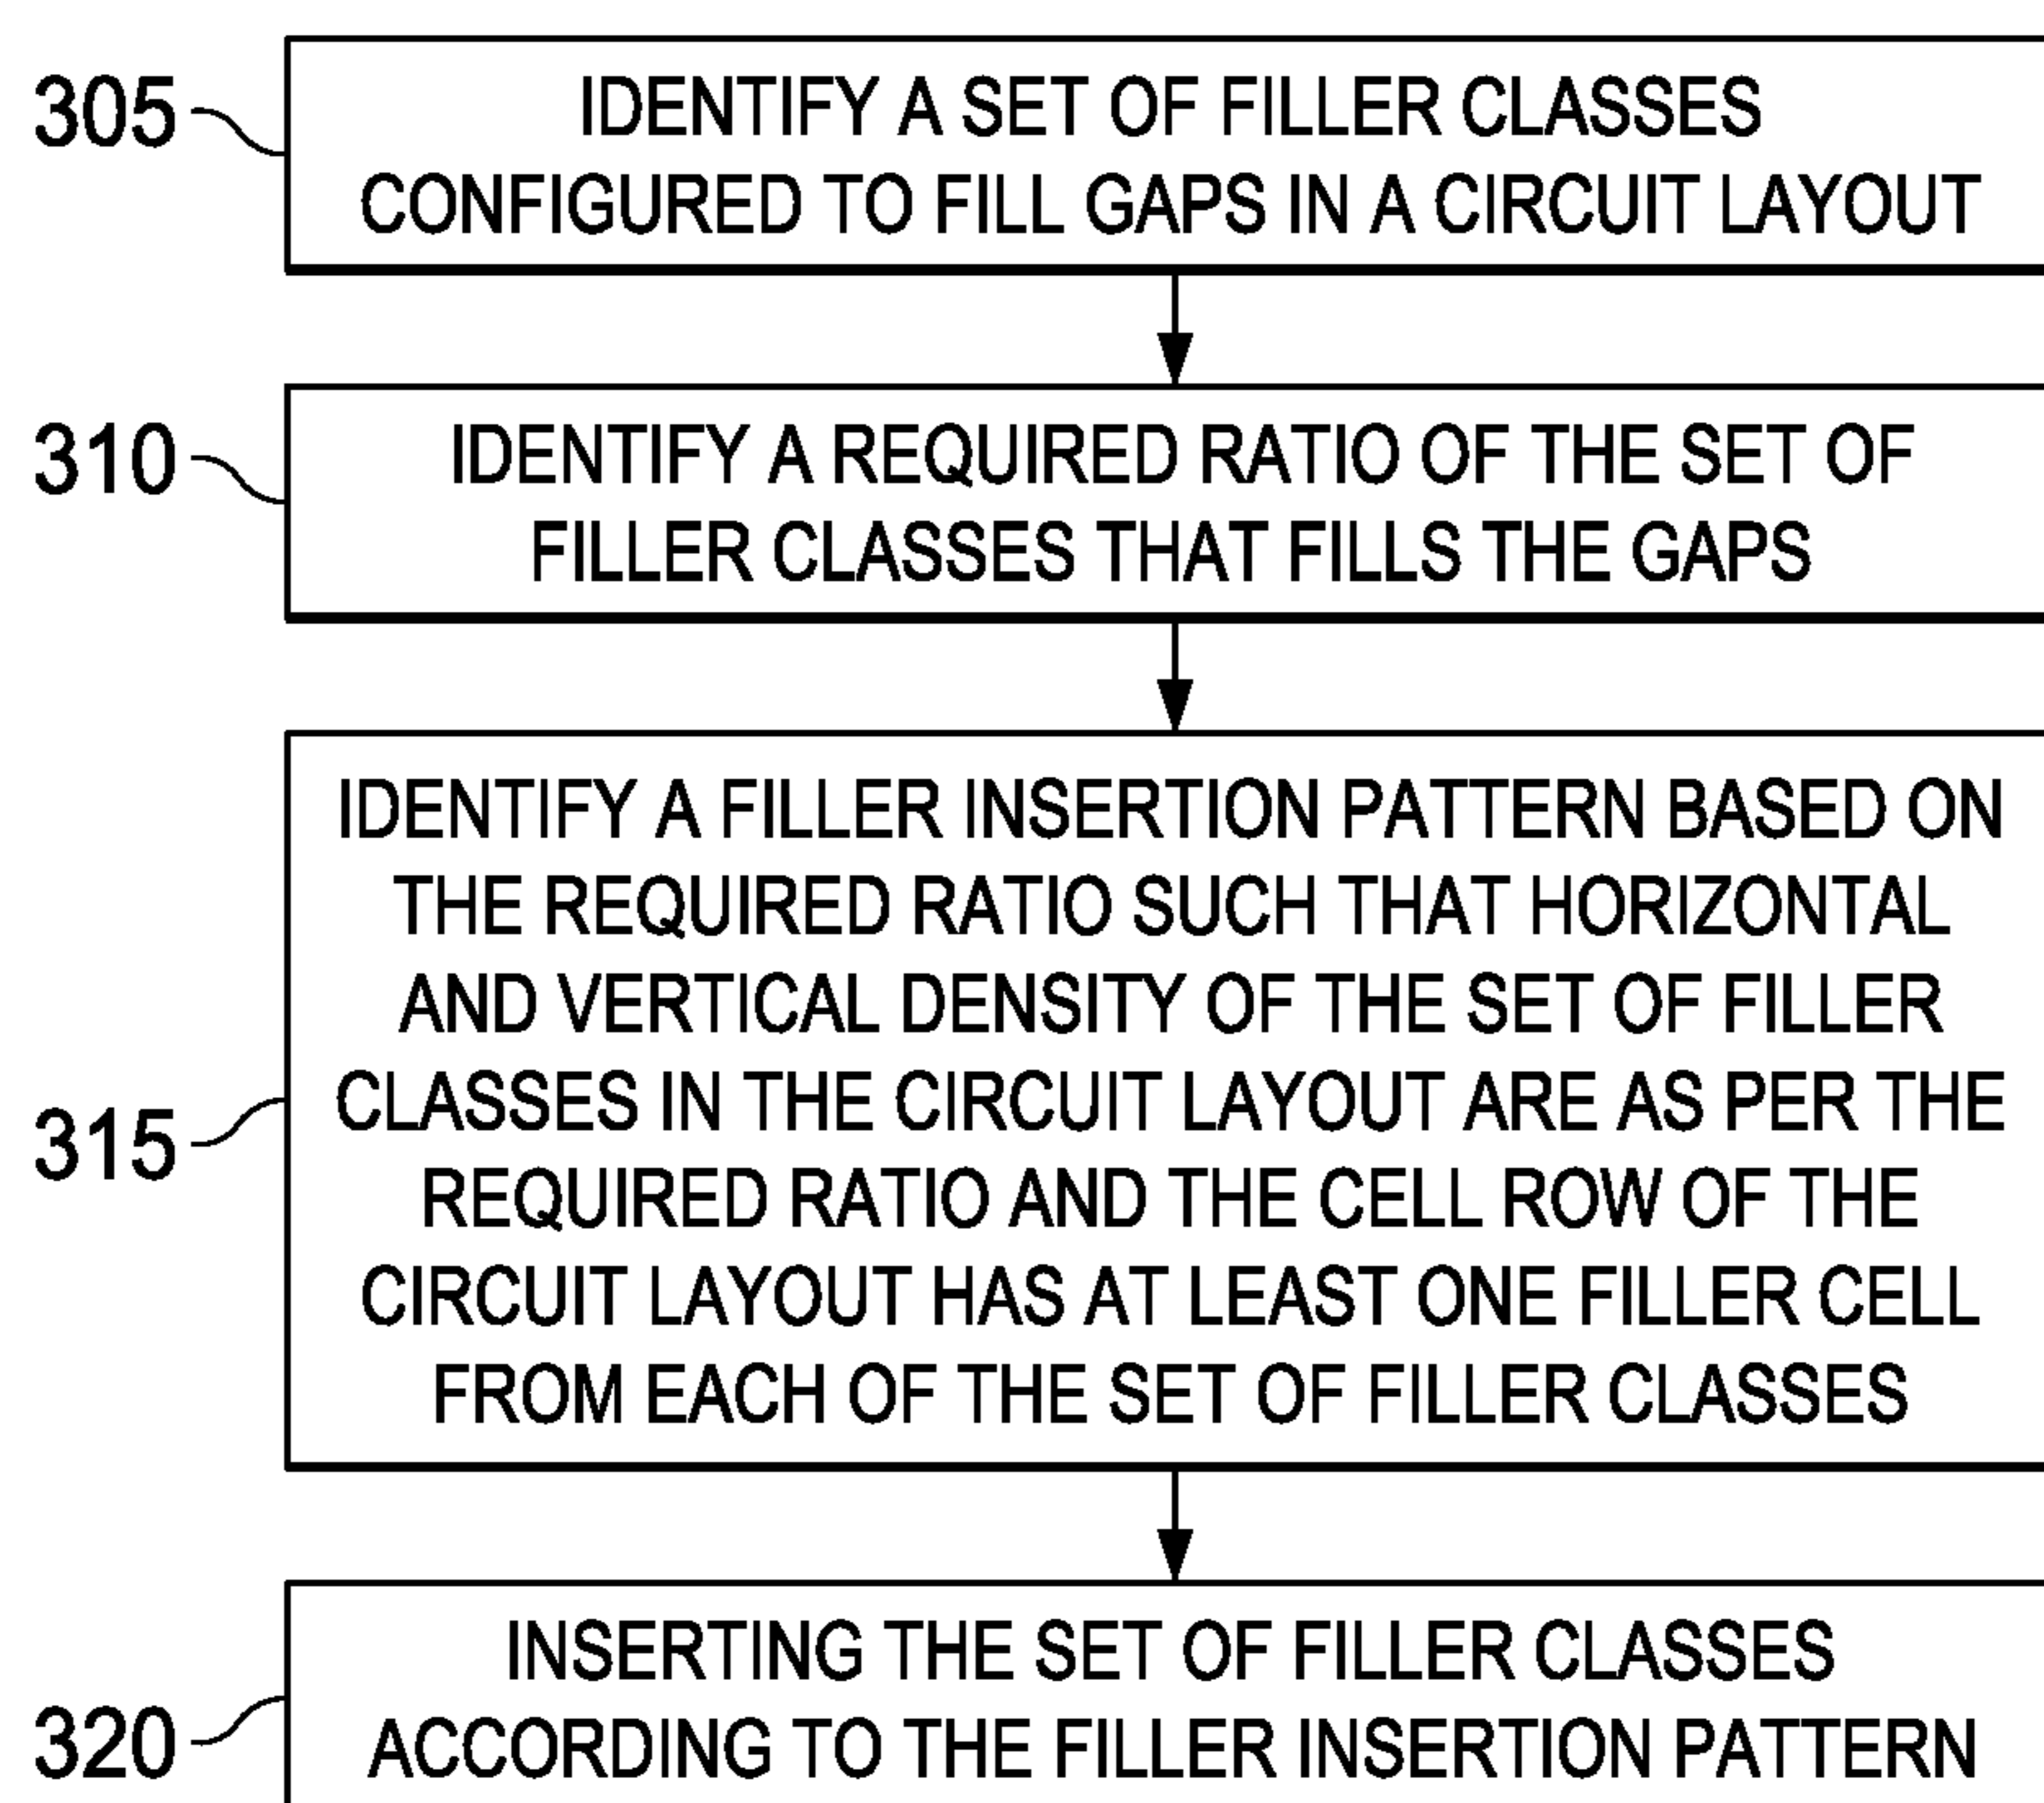 305
IDENTIFY A SET OF FILLER CLASSES
CONFIGURED TO FILL GAPS IN A CIRCUIT LAYOUT
310
IDENTIFY A REQUIRED RATIO OF THE SET OF
FILLER CLASSES THAT FILLS THE GAPS
315
IDENTIFY A FILLER INSERTION PATTERN BASED ON
THE REQUIRED RATIO SUCH THAT HORIZONTAL
AND VERTICAL DENSITY OF THE SET OF FILLER
CLASSES IN THE CIRCUIT LAYOUT ARE AS PER THE
REQUIRED RATIO AND THE CELL ROW OF THE
CIRCUIT LAYOUT HAS AT LEAST ONE FILLER CELL
FROM EACH OF THE SET OF FILLER CLASSES
320
INSERTING THE SET OF FILLER CLASSES
ACCORDING TO THE FILLER INSERTION PATTERN